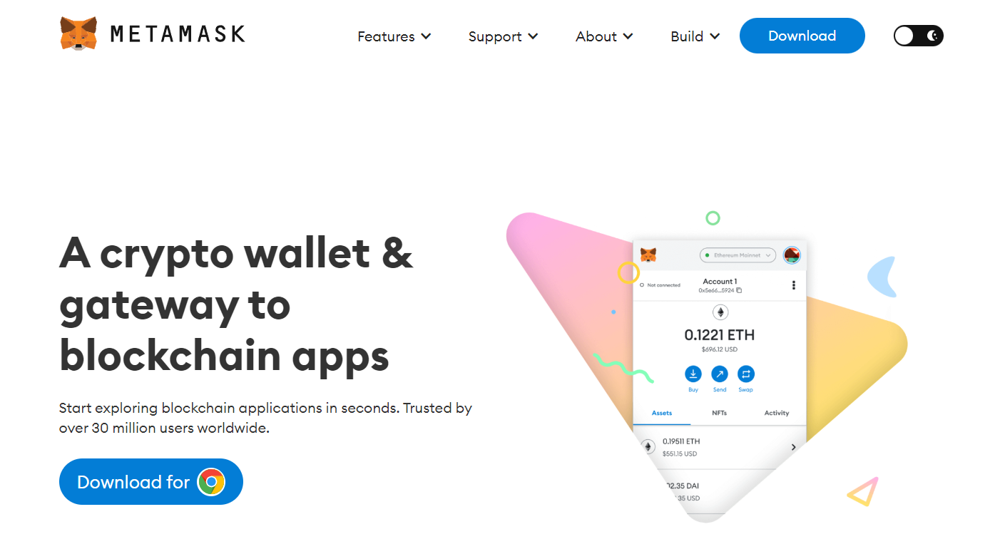 METAMASK
Features
Support
About
Build
Download
A crypto wallet &
gateway to
blockchain apps
Start exploring blockchain applications in seconds. Trusted by
over 30 million users worldwide.
Download for
Ethereum Mainnet
Not connected
Account 1
0x5e66...5924
0.1221 ETH
$696.12 USD
Buy
Send
Swap
Assets
NFTs
Activity
0.19511 ETH
$551.15 USD
02.35 DAI
.35 USD